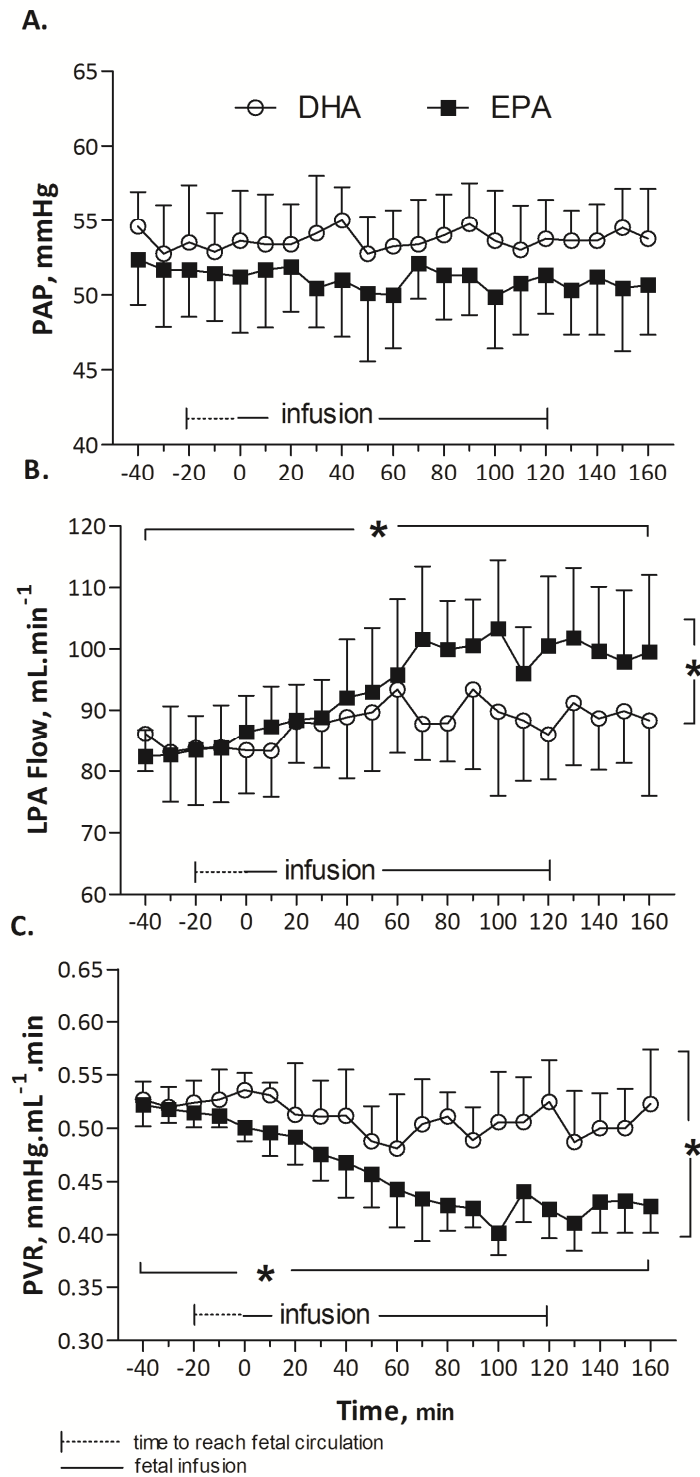 A.
65
60
55
50
45
40
PAP, mmHg
DHA EPA
infusion
-40 -20 0 20 40 60 80 100 120 140 160
B.
120
110
100
90
80
70
60
LPA Flow, mL.min-1
*
*
infusion
-40 -20 0 20 40 60 80 100 120 140 160
C.
0.65
0.60
0.55
0.50
0.45
0.40
0.35
0.30
PVR, mmHg.mL-1.min
*
*
infusion
-40 -20 0 20 40 60 80 100 120 140 160
Time, min
time to reach fetal circulation
fetal infusion